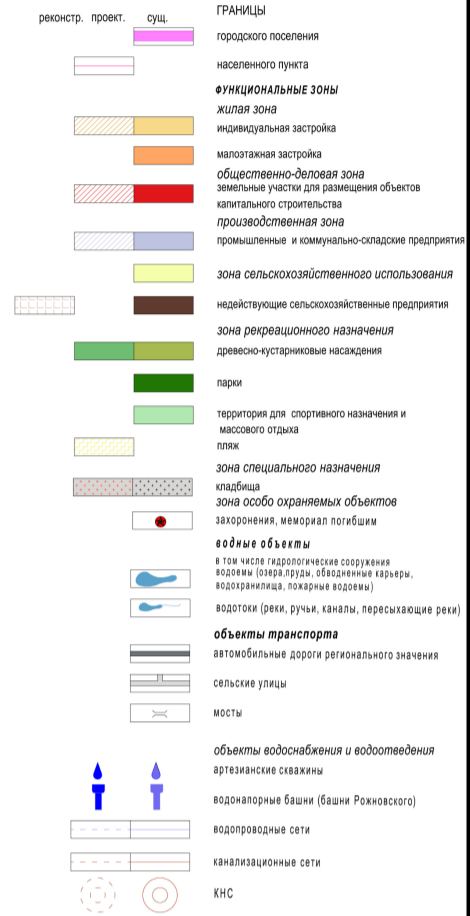 ГРАНИЦЫ
реконстр. проект. сущ.
городского поселения
населенного пункта
ФУНКЦИОНАЛЬНЫЕ ЗОНЫ
жилая зона
индивидуальная застройка
малоэтажная застройка
общественно-деловая зона
земельные участки для размещения объектов
капитального строительства
производственная зона
промышленные и коммунально-складские предприятия
зона сельскохозяйственного использования
недействующие сельскохозяйственные предприятия
зона рекреационного назначения
древесно-кустарниковые насаждения
парки
территория для спортивного назначения и
массового отдыха
пляж
зона специального назначения
кладбища
зона особо охраняемых объектов
захоронения, мемориал погибшим
водные объекты
в том числе гидрологические сооружения
водоемы (озера,пруды, обводненные карьеры,
водохранилища, пожарные водоемы)
водотоки (реки, ручьи, каналы, пересыхающие реки)
объекты транспорта
автомобильные дороги регионального значения
сельские улицы
мосты
объекты водоснабжения и водоотведения
артезианские скважины
водонапорные башни (башни Рожновского)
водопроводные сети
канализационные сети
КНС